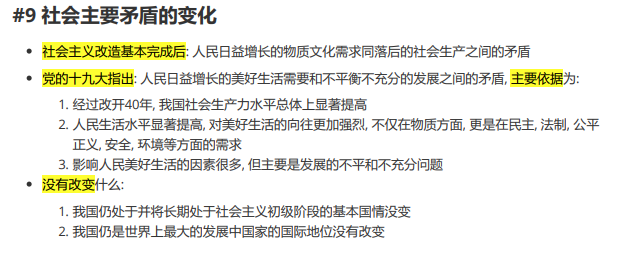 #9 社会主要矛盾的变化
• 社会主义改造基本完成后: 人民日益增长的物质文化需求同落后的社会生产之间的矛盾
• 党的十九大指出: 人民日益增长的美好生活需要和不平衡不充分的发展之间的矛盾, 主要依据为:
1. 经过改开40年, 我国社会生产力水平总体上显著提高
2. 人民生活水平显著提高, 对美好生活的向往更加强烈, 不仅在物质方面, 更是在民主, 法制, 公平
正义, 安全, 环境等方面的需求
3. 影响人民美好生活的因素很多, 但主要是发展的不平和不充分问题
• 没有改变什么:
1. 我国仍处于并将长期处于社会主义初级阶段的基本国情没变
2. 我国仍是世界上最大的发展中国家的国际地位没有改变